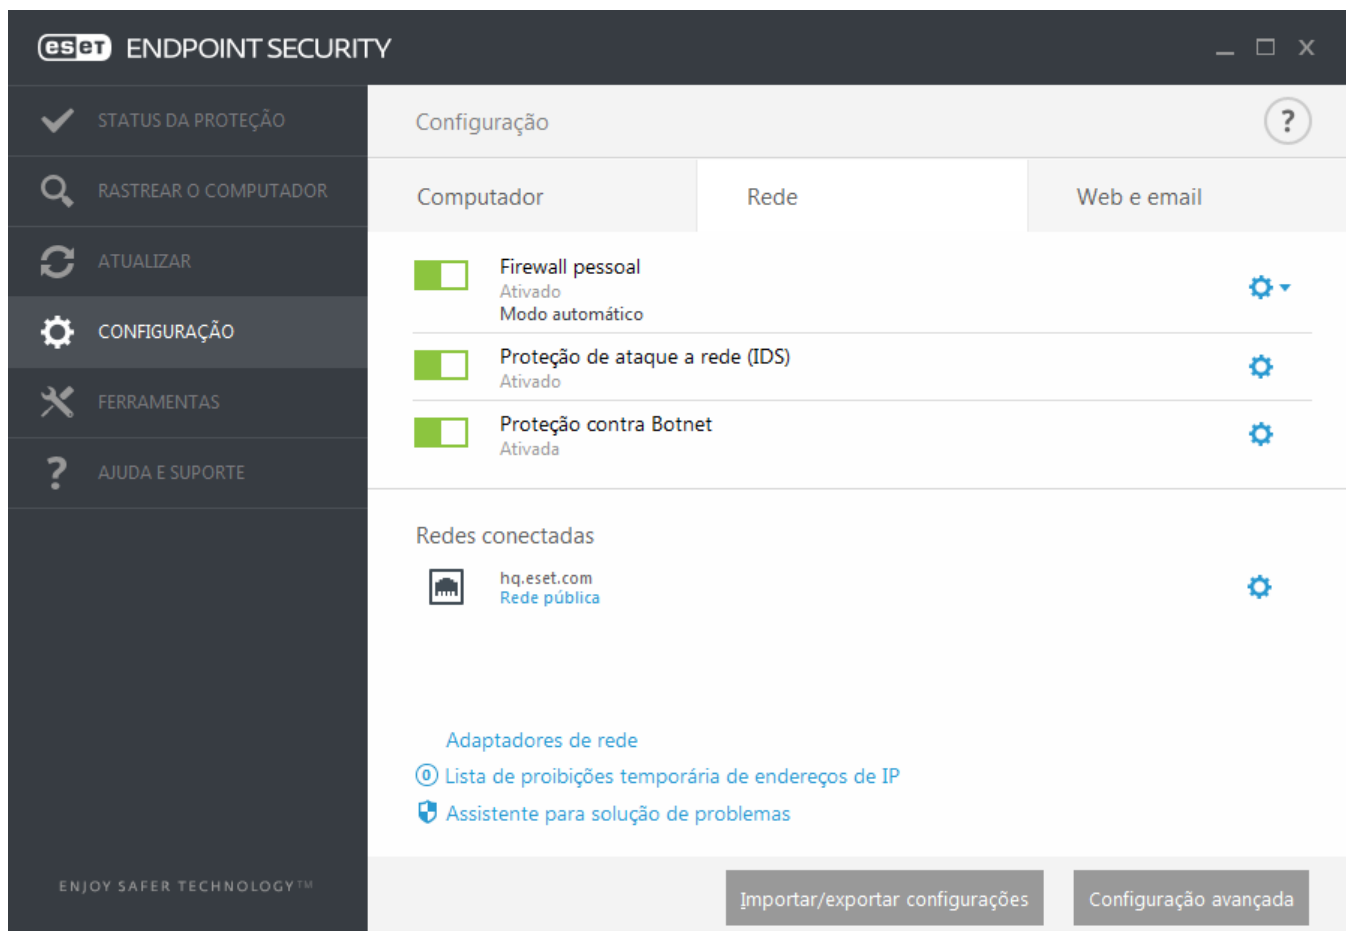 eset ENDPOINT SECURITY
STATUS DA PROTEÇÃO
RASTREAR O COMPUTADOR
ATUALIZAR
CONFIGURAÇÃO
FERRAMENTAS
AJUDA E SUPORTE
ENJOY SAFER TECHNOLOGY™
Configuração
?
Computador
Rede
Web e email
Firewall pessoal
Ativado
Modo automático
Proteção de ataque a rede (IDS)
Ativado
Proteção contra Botnet
Ativada
Redes conectadas
hq.eset.com
Rede pública
Adaptadores de rede
0 Lista de proibições temporária de endereços de IP
Assistente para solução de problemas
Importar/exportar configurações
Configuração avançada